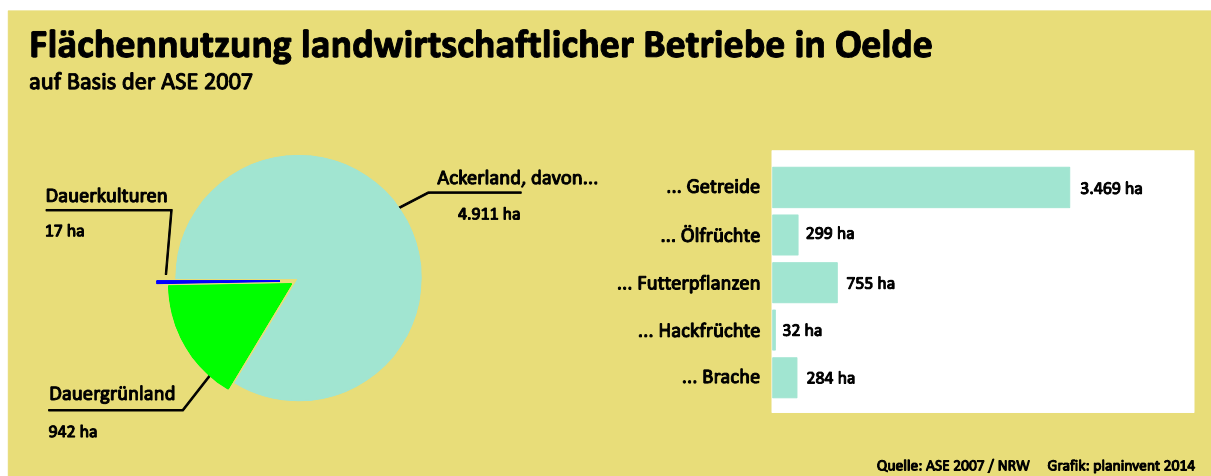 Flächennutzung landwirtschaftlicher Betriebe in Oelde
auf Basis der ASE 2007
Dauerkulturen
17 ha
Ackerland, davon...
4.911 ha
Dauergrünland
942 ha
... Getreide
3.469 ha
... Ölfrüchte
299 ha
... Futterpflanzen
755 ha
... Hackfrüchte
32 ha
... Brache
284 ha
Quelle: ASE 2007 / NRW Grafik: planinvent 2014